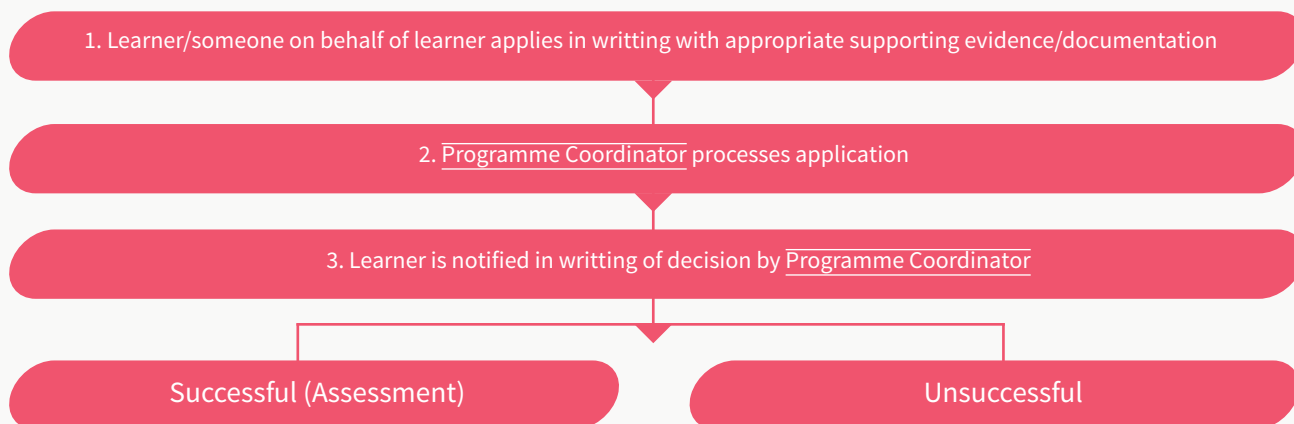 1. Learner/someone on behalf of learner applies in writting with appropriate supporting evidence/documentation
2. Programme Coordinator processes application
3. Learner is notified in writting of decision by Programme Coordinator
Successful (Assessment)
Unsuccessful